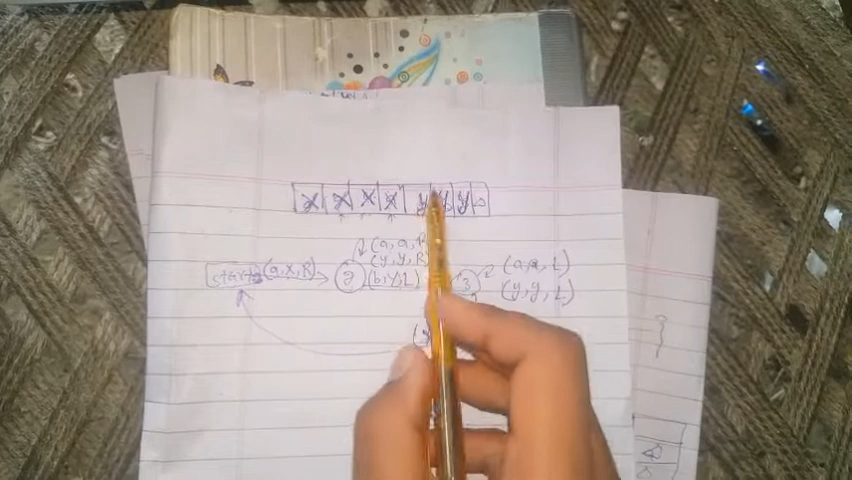 X X X X y y y Δ
(a, a, R)
(y, y, R)
start (a, x, R) 2 (b, y, L) 3 (a, a, L)
(y, y, L)